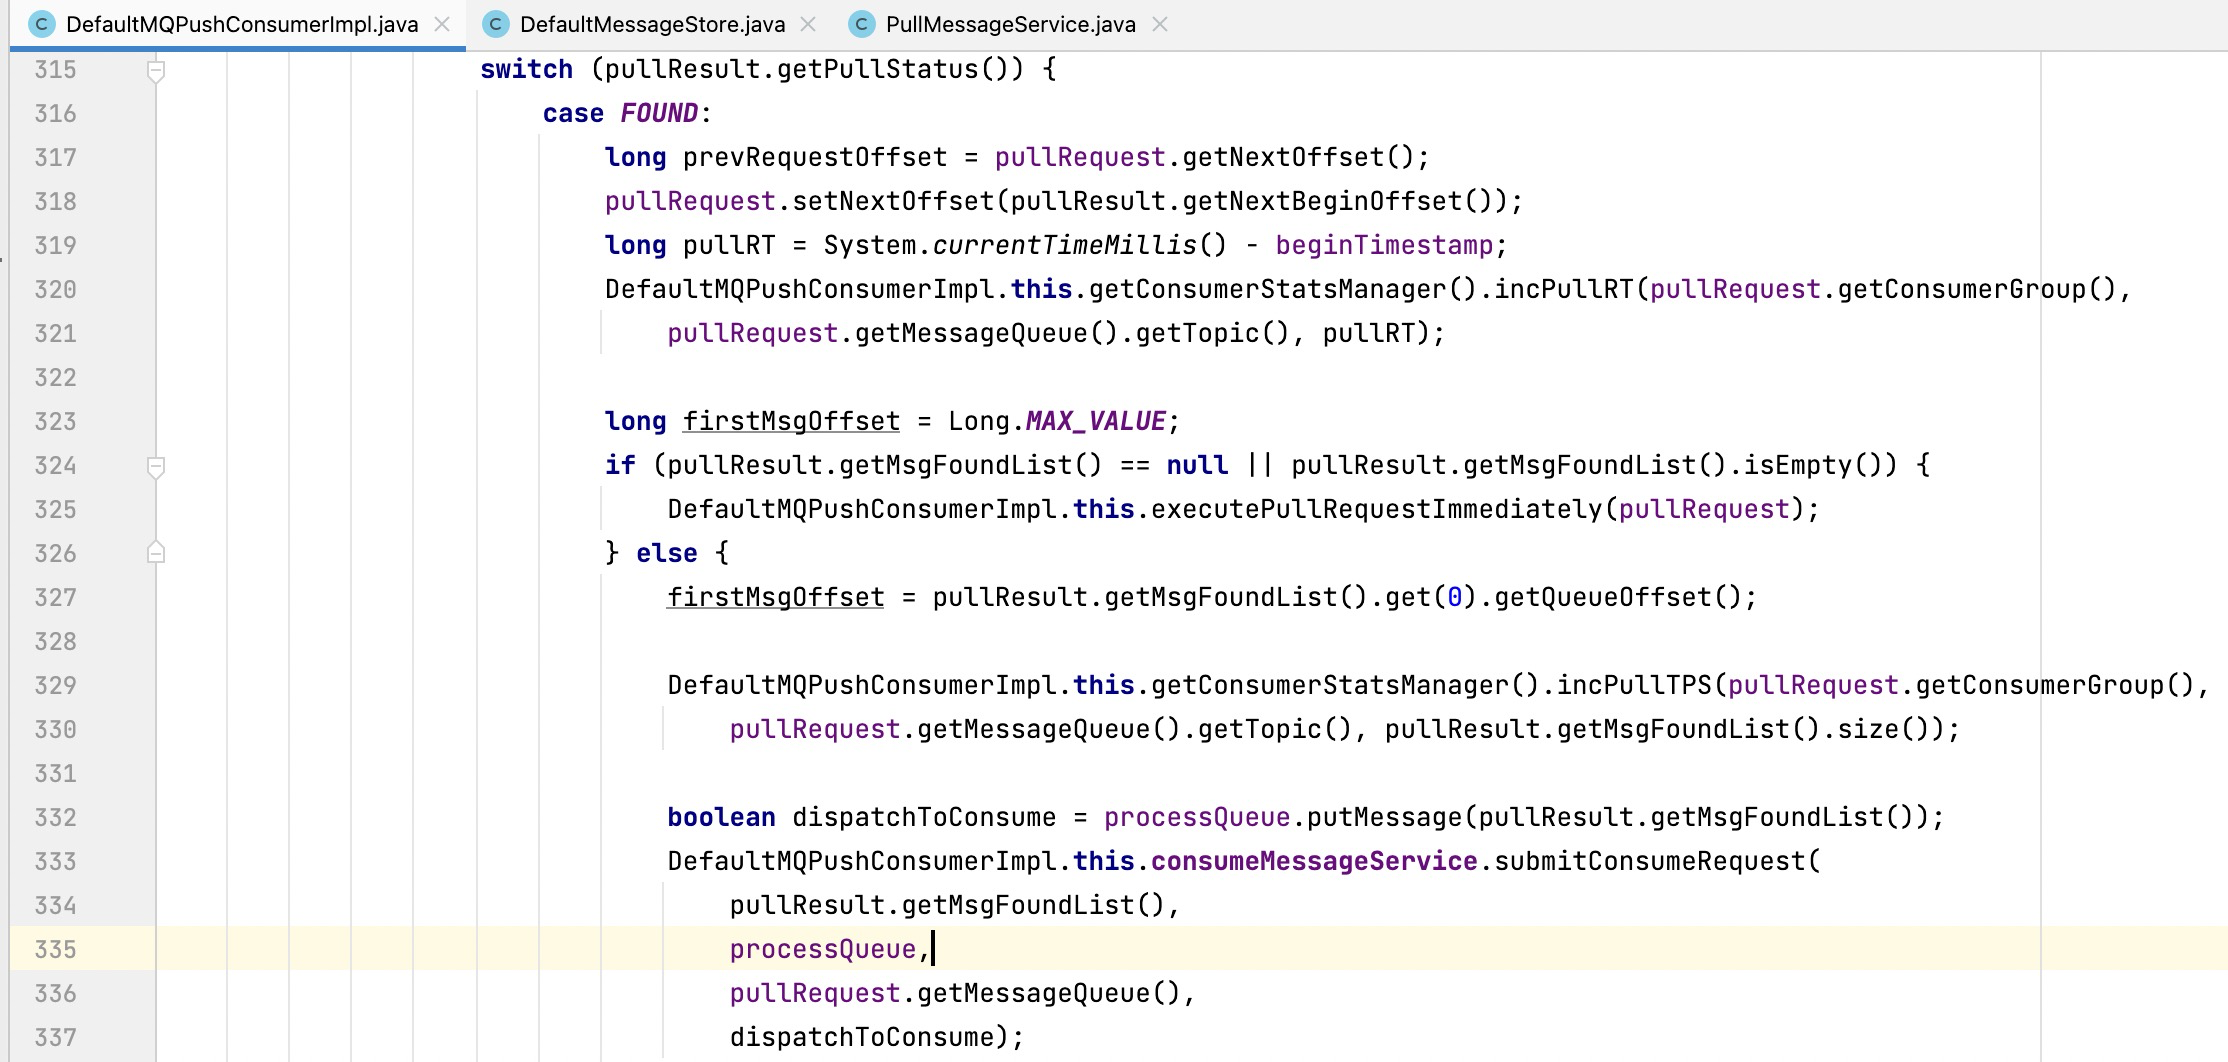 DefaultMQPushConsumerImpl.java DefaultMessageStore.java PullMessageService.java
315 switch (pullResult.getPullStatus()) {
316 case FOUND:
317 long prevRequestOffset = pullRequest.getNextOffset();
318 pullRequest.setNextOffset(pullResult.getNextBeginOffset());
319 long pullRT = System.currentTimeMillis() - beginTimestamp;
320 DefaultMQPushConsumerImpl.this.getConsumerStatsManager().incPullRT(pullRequest.getConsumerGroup(),
321 pullRequest.getMessageQueue().getTopic(), pullRT);
322
323 long firstMsgOffset = Long.MAX_VALUE;
324 if (pullResult.getMsgFoundList() == null || pullResult.getMsgFoundList().isEmpty()) {
325 DefaultMQPushConsumerImpl.this.executePullRequestImmediately(pullRequest);
326 } else {
327 firstMsgOffset = pullResult.getMsgFoundList().get(0).getQueueOffset();
328
329 DefaultMQPushConsumerImpl.this.getConsumerStatsManager().incPullTPS(pullRequest.getConsumerGroup(),
330 pullRequest.getMessageQueue().getTopic(), pullResult.getMsgFoundList().size());
331
332 boolean dispatchToConsume = processQueue.putMessage(pullResult.getMsgFoundList());
333 DefaultMQPushConsumerImpl.this.consumeMessageService.submitConsumeRequest(
334 pullResult.getMsgFoundList(),
335 processQueue,
336 pullRequest.getMessageQueue(),
337 dispatchToConsume);